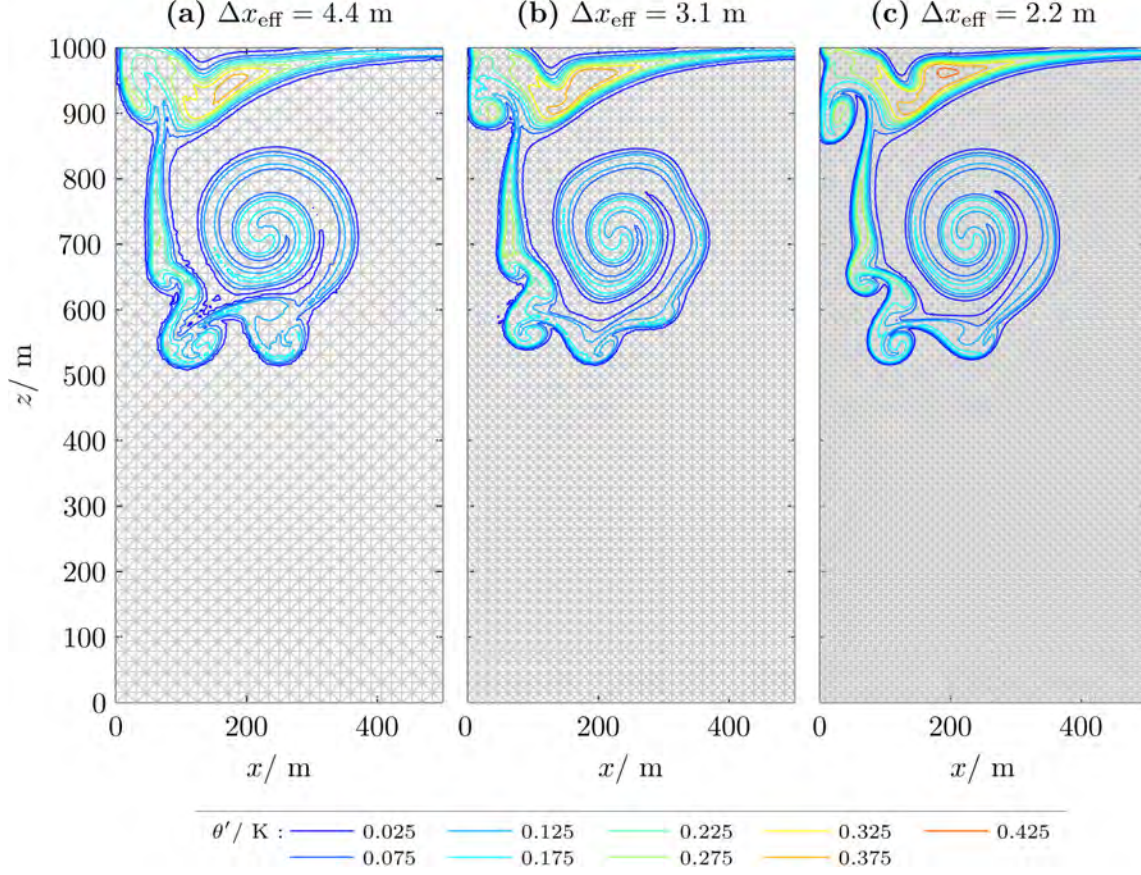 (a) Δx_eff = 4.4 m
(b) Δx_eff = 3.1 m
(c) Δx_eff = 2.2 m
1000
900
800
700
600
500
400
300
200
100
0
z/ m
0 200 400
0 200 400
0 200 400
x/ m
x/ m
x/ m
θ′/ K : 0.025 0.125 0.225 0.325 0.425
0.075 0.175 0.275 0.375